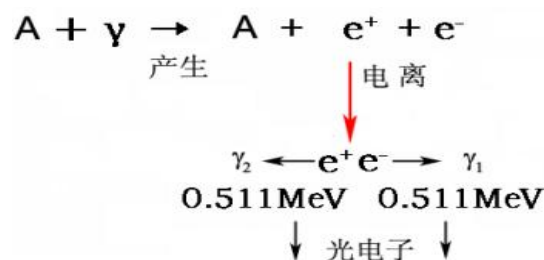 A + γ → A + e⁺ + e⁻
产生
电离
γ₂ ← e⁺ e⁻ → γ₁
0.511MeV 0.511MeV
光电子